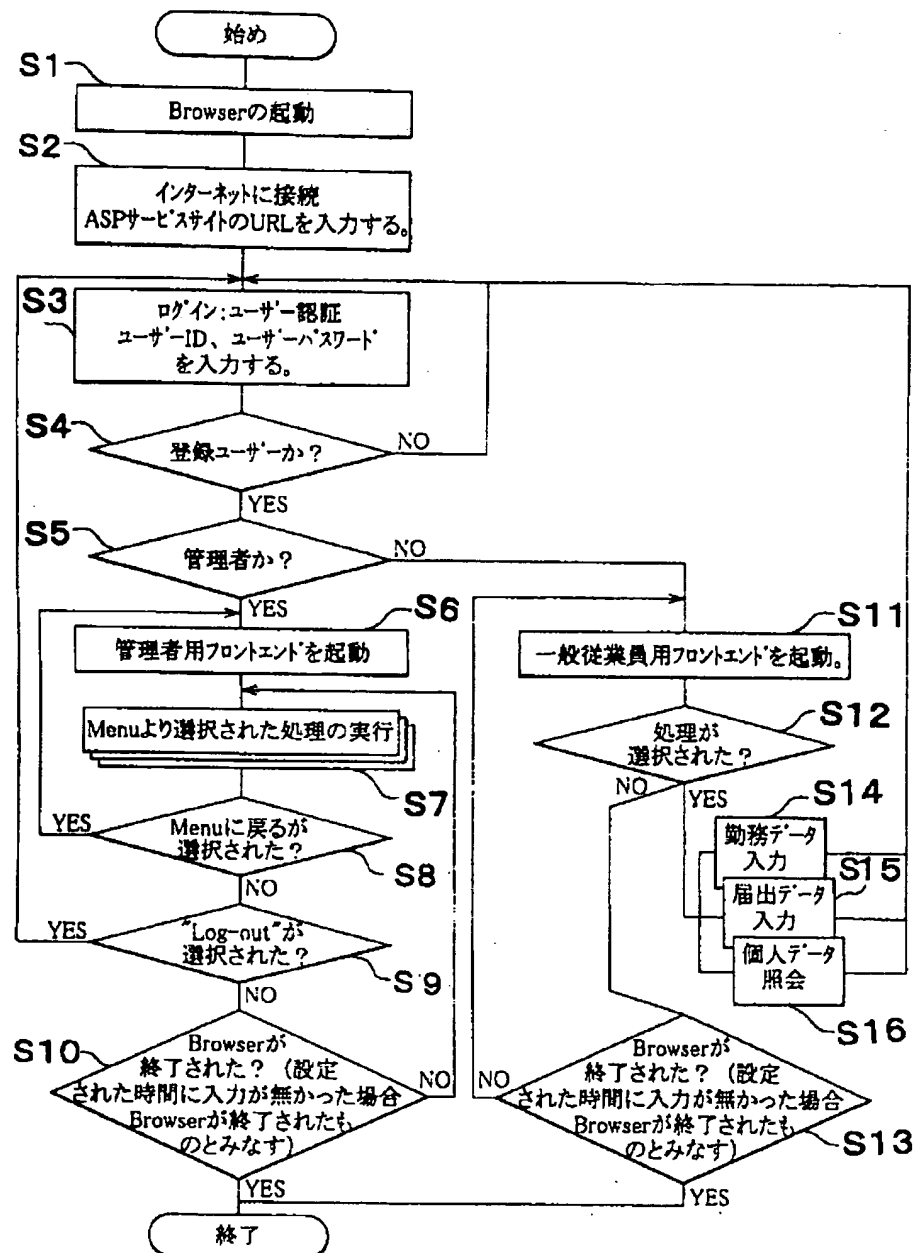 始め
S1
Browserの起動
S2
インターネットに接続
ASPサービスサイトのURLを入力する。
S3
ログイン:ユーザー認証
ユーザーID、ユーザーパスワード
を入力する。
S4
登録ユーザーか?
NO
YES
S5
管理者か?
NO
YES
S6
管理者用フロントエンドを起動
Menuより選択された処理の実行
S7
Menuに戻るが
選択された?
YES
S8
NO
"Log-out"が
選択された?
YES
S9
NO
S10
Browserが
終了された?(設定
された時間に入力が無かった場合
Browserが終了されたも
のとみなす)
NO
YES
終了
S11
一般従業員用フロントエンドを起動。
S12
処理が
選択された?
NO
YES
S14
勤務データ
入力
S15
届出データ
入力
個人データ
照会
S16
Browserが
終了された?(設定
された時間に入力が無かった場合
Browserが終了されたも
のとみなす)
NO
S13
YES